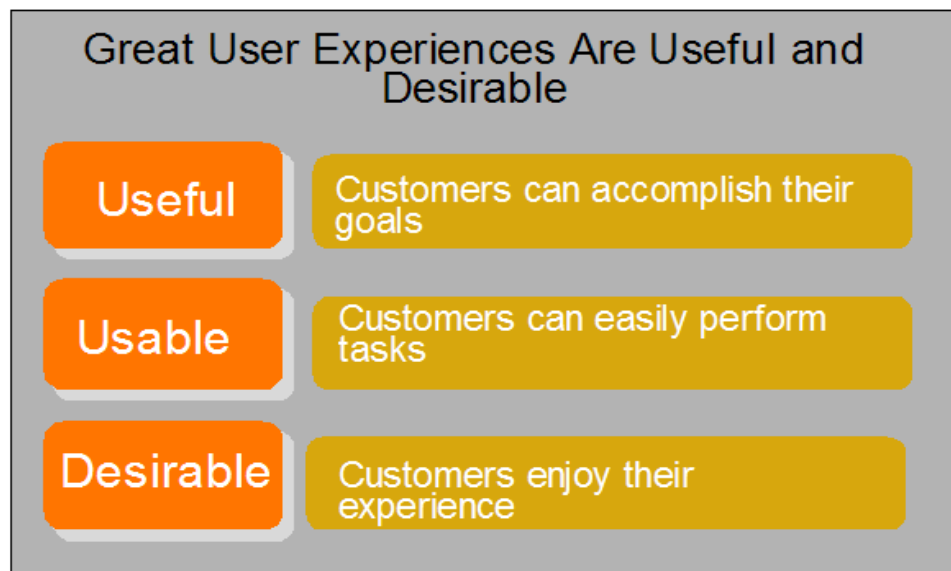 Great User Experiences Are Useful and
Desirable
Useful
Customers can accomplish their
goals
Usable
Customers can easily perform
tasks
Desirable
Customers enjoy their
experience